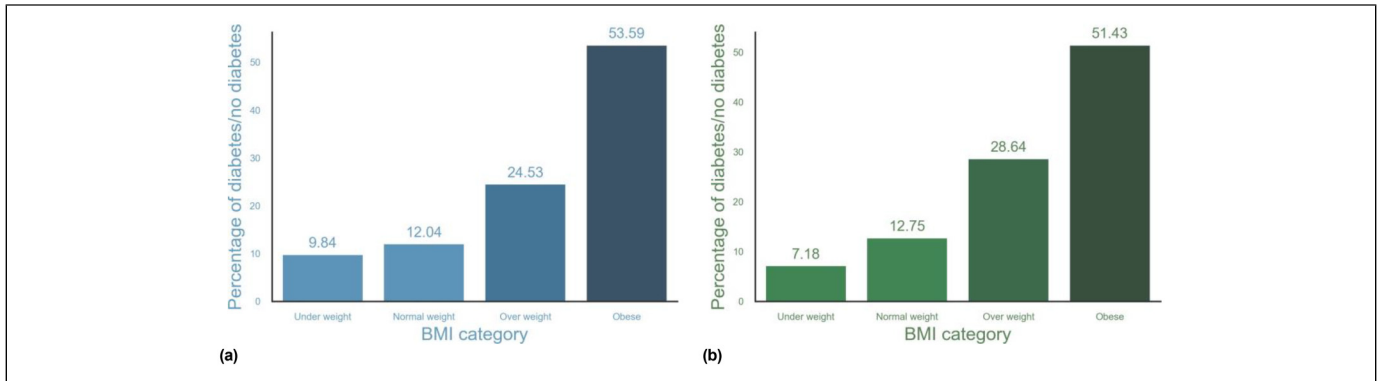 Percentage of diabetes/no diabetes
50
40
30
20
10
0
9.84
12.04
24.53
53.59
Under weight
Normal weight
Over weight
Obese
BMI category
(a)
Percentage of diabetes/no diabetes
50
40
30
20
10
0
7.18
12.75
28.64
51.43
Under weight
Normal weight
Over weight
Obese
BMI category
(b)